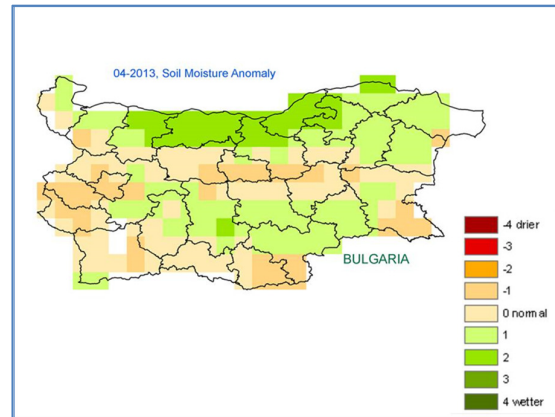 04-2013, Soil Moisture Anomaly
BULGARIA
-4 drier
-3
-2
-1
0 normal
1
2
3
4 wetter